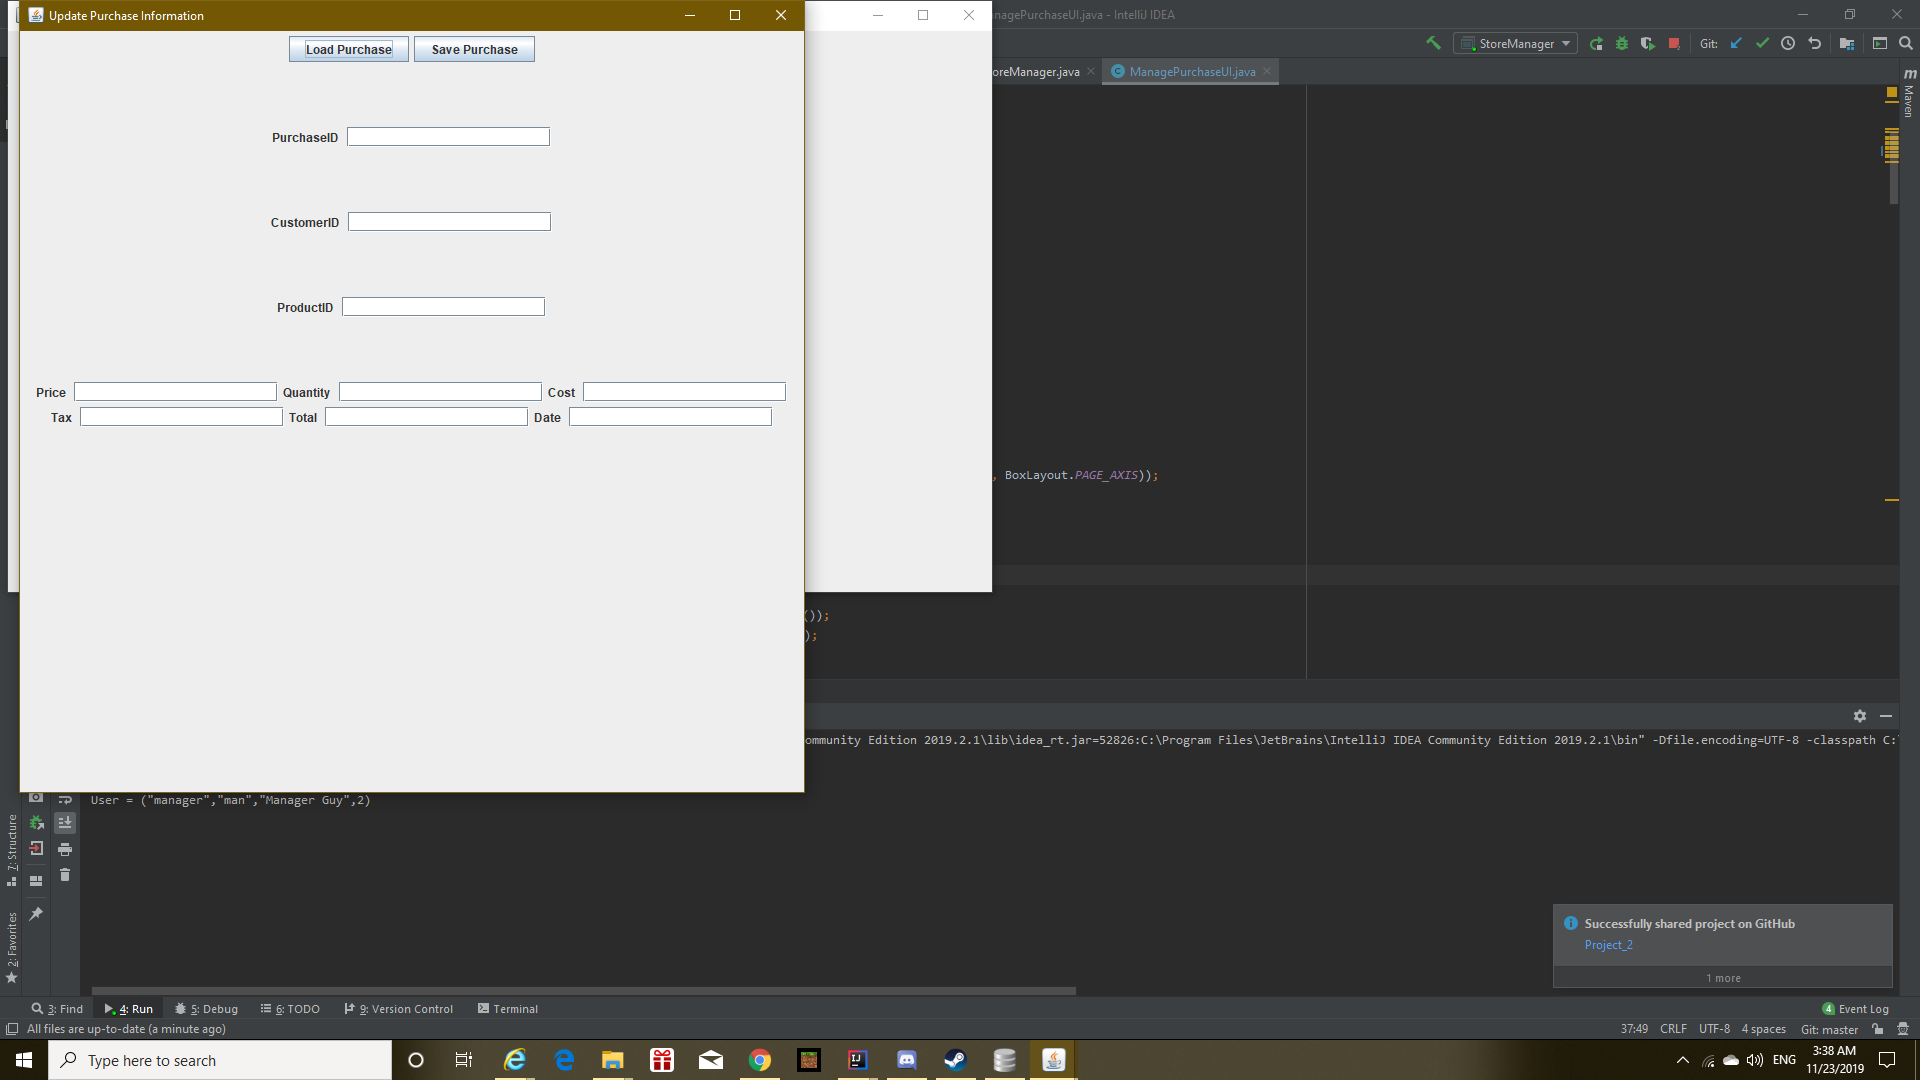 Update Purchase Information
Load Purchase Save Purchase
PurchaseID
CustomerID
ProductID
Price Quantity Cost
Tax Total Date
nagePurchaseUI.java - IntelliJ IDEA
StoreManager Git:
oreManager.java ManagePurchaseUI.java
m Maven
, BoxLayout.PAGE_AXIS));
());
);
ommunity Edition 2019.2.1\lib\idea_rt.jar=52826:C:\Program Files\JetBrains\IntelliJ IDEA Community Edition 2019.2.1\bin" -Dfile.encoding=UTF-8 -classpath C:
User = ("manager","man","Manager Guy",2)
7: Structure
2: Favorites
Successfully shared project on GitHub
Project_2
1 more
3: Find 4: Run 5: Debug 6: TODO 9: Version Control Terminal 4 Event Log
All files are up-to-date (a minute ago) 37:49 CRLF UTF-8 4 spaces Git: master
Type here to search
ENG 3:38 AM
11/23/2019